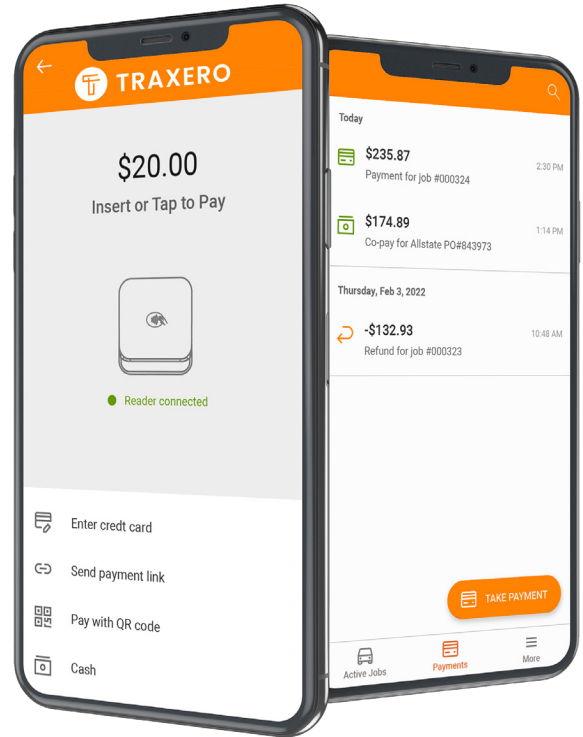 TRAXERO
$20.00
Insert or Tap to Pay
Reader connected
Enter credt card
Send payment link
Pay with QR code
Cash
Today
$235.87
2:30 PM
Payment for job #000324
$174.89
1:14 PM
Co-pay for Allstate PO#843973
Thursday, Feb 3, 2022
-$132.93
10:48 AM
Refund for job #000323
TAKE PAYMENT
Active Jobs
Payments
More